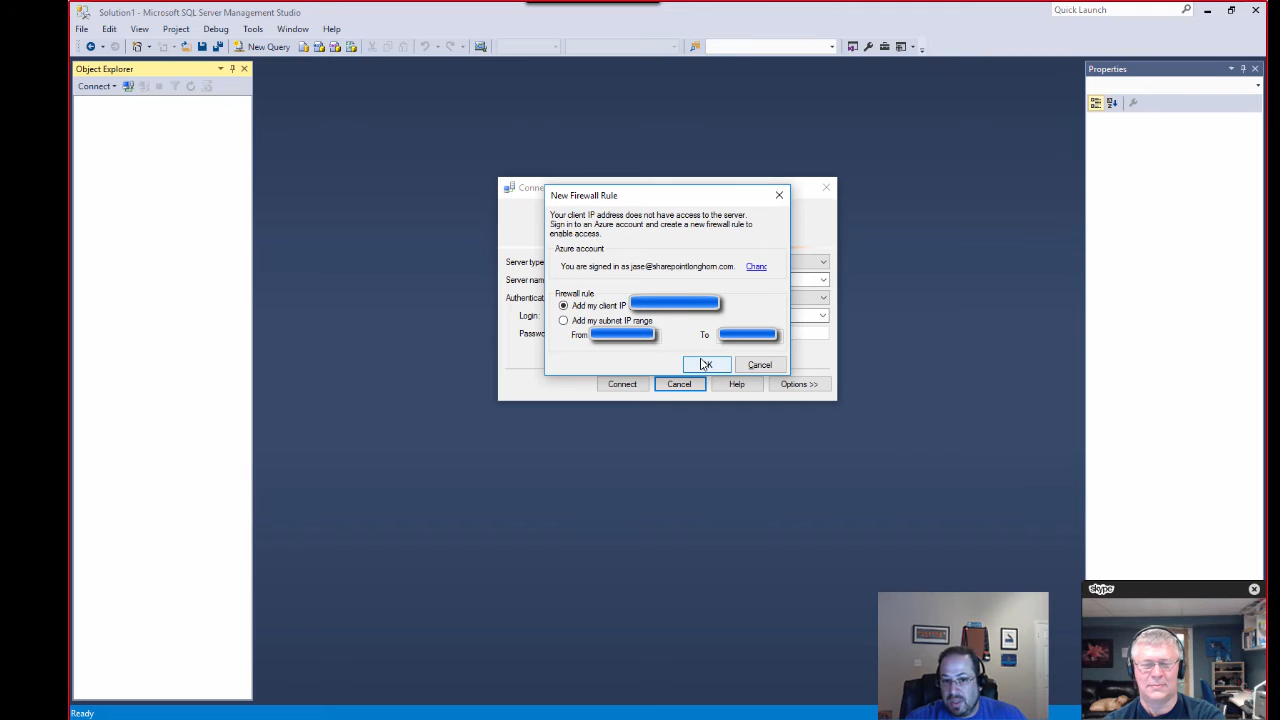 Solution1 - Microsoft SQL Server Management Studio
Quick Launch
File Edit View Project Debug Tools Window Help
New Query
Object Explorer
Connect
Properties
Conne
New Firewall Rule
Your client IP address does not have access to the server.
Sign in to an Azure account and create a new firewall rule to
enable access.
Azure account
You are signed in as jase@sharepointlonghorn.com.
Chang
Server type
Server name
Authenticat
Login:
Passwo
Firewall rule
Add my client IP
Add my subnet IP range
From
To
Cancel
Connect Cancel Help Options >>
skype
Ready